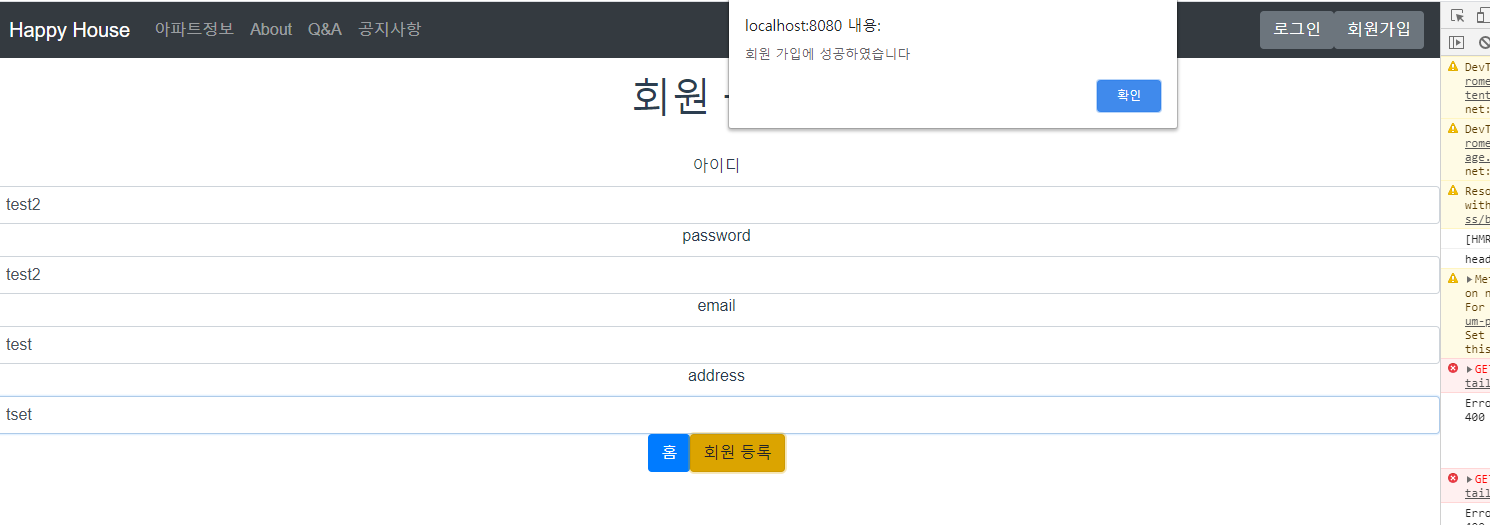 Happy House 아파트정보 About Q&A 공지사항
로그인 회원가입
localhost:8080 내용:
회원 가입에 성공하였습니다
확인
회원
아이디
test2
password
test2
email
test
address
tset
홈 회원 등록
DevT
rome
tent
net:
DevT
rome
age.
net:
Reso
with
ss/b
[HMR
head
Met
on n
For
um-p
Set
this
GET
tail
Erro
400
GET
tail
Erro